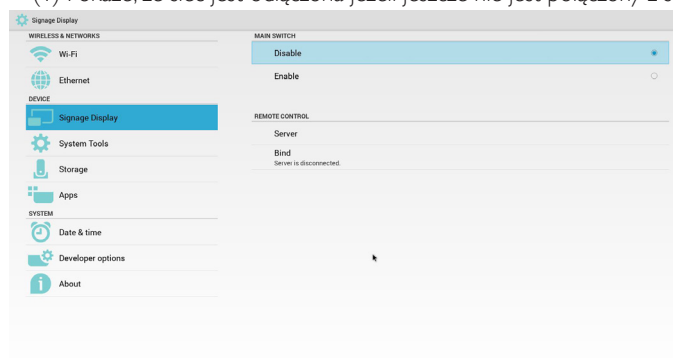 Signage Display
WIRELESS & NETWORKS
Wi-Fi
Ethernet
DEVICE
Signage Display
System Tools
Storage
Apps
SYSTEM
Date & time
Developer options
About
MAIN SWITCH
Disable
Enable
REMOTE CONTROL
Server
Bind
Server is disconnected.